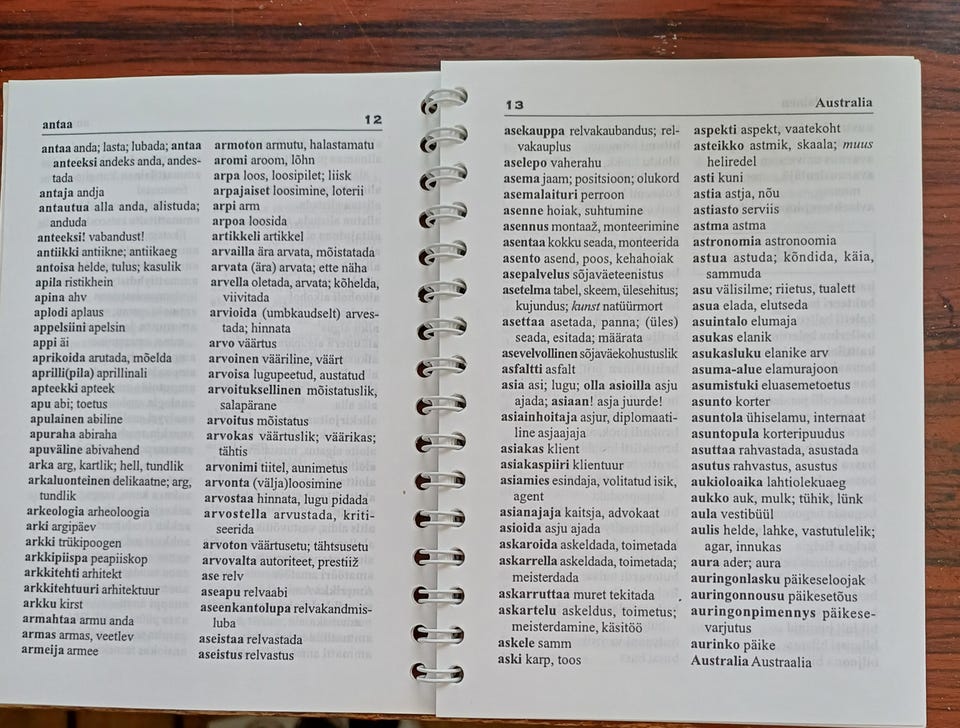 antaa 12
antaa anda; lasta; lubada; antaa
anteeksi andeks anda, andes-
tada
antaja andja
antautua alla anda, alistuda;
anduda
anteeksi! vabandust!
antiikki antiikne; antiikaeg
antoisa helde, tulus; kasulik
apila ristikhein
apina ahv
aplodi aplaus
appelsiini apelsin
appi äi
aprikoida arutada, mõelda
aprilli(pila) aprillinali
apteekki apteek
apu abi; toetus
apulainen abiline
apuraha abiraha
apuväline abivahend
arka arg, kartlik; hell, tundlik
arkaluonteinen delikaatne; arg,
tundlik
arkeologia arheoloogia
arki argipäev
arkki trükipoogen
arkkipiispa peapiiskop
arkkitehti arhitekt
arkkitehtuuri arhitektuur
arkku kirst
armahtaa armu anda
armas armas, veetlev
armeija armee
armoton armutu, halastamatu
aromi aroom, lõhn
arpa loos, loosipilet; liisk
arpajaiset loosimine, loterii
arpi arm
arpoa loosida
artikkeli artikkel
arvailla ära arvata, mõistatada
arvata (ära) arvata; ette näha
arvella oletada, arvata; kõhelda,
viivitada
arvioida (umbkaudselt) arves-
tada; hinnata
arvo väärtus
arvoinen vääriline, väärt
arvoisa lugupeetud, austatud
arvoituksellinen mõistatuslik,
salapärane
arvoitus mõistatus
arvokas väärtuslik; väärikas;
tähtis
arvonimi tiitel, aunimetus
arvonta (välja)loosimine
arvostaa hinnata, lugu pidada
arvostella arvustada, kriti-
seerida
arvoton väärtusetu; tähtsusetu
arvovalta autoriteet, prestiiž
ase relv
aseapu relvaabi
aseenkantolupa relvakandmis-
luba
aseistaa relvastada
aseistus relvastus
13 Australia
asekauppa relvakaubandus; rel-
vakauplus
aselepo vaherahu
asema jaam; positsioon; olukord
asemalaituri perroon
asenne hoiak, suhtumine
asennus montaaž, monteerimine
asentaa kokku seada, monteerida
asento asend, poos, kehahoiak
asepalvelus sõjaväeteenistus
asetelma tabel, skeem, ülesehitus;
kujundus; kunst natüürmort
asettaa asetada, panna; (üles)
seada, esitada; määrata
asevelvollinen sõjaväekohustuslik
asfaltti asfalt
asia asi; lugu; olla asioilla asju
ajada; asiaan! asja juurde!
asiainhoitaja asjur, diplomaati-
line asjaajaja
asiakas klient
asiakaspiiri klientuur
asiamies esindaja, volitatud isik,
agent
asianajaja kaitsja, advokaat
asioida asju ajada
askaroida askeldada, toimetada
askarrella askeldada, toimetada;
meisterdada
askarruttaa muret tekitada
askartelu askeldus, toimetus;
meisterdamine, käsitöö
askele samm
aski karp, toos
aspekti aspekt, vaatekoht
asteikko astmik, skaala; muus
heliredel
asti kuni
astia astja, nõu
astiasto serviis
astma astma
astronomia astronoomia
astua astuda; kõndida, käia,
sammuda
asu välisilme; riietus, tualett
asua elada, elutseda
asuintalo elumaja
asukas elanik
asukasluku elanike arv
asuma-alue elamurajoon
asumistuki eluasemetoetus
asunto korter
asuntola ühiselamu, internaat
asuntopula korteripuudus
asuttaa rahvastada, asustada
asutus rahvastus, asustus
aukioloaika lahtiolekuaeg
aukko auk, mulk; tühik, lünk
aula vestibüül
aulis helde, lahke, vastutulelik;
agar, innukas
aura ader; aura
auringonlasku päikeseloojak
auringonnousu päikesetõus
auringonpimennys päikese-
varjutus
aurinko päike
Australia Austraalia